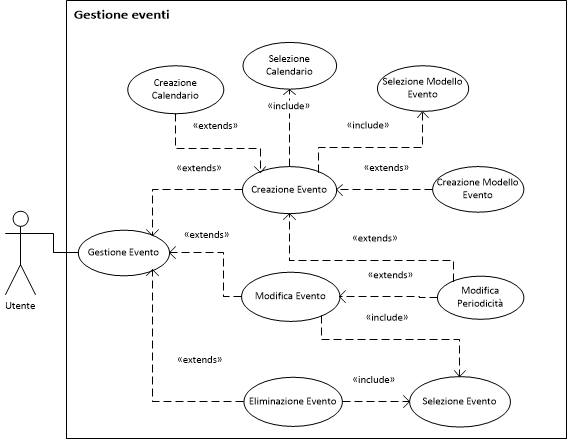 Gestione eventi
Selezione
Calendario
Creazione
Calendario
Selezione Modello
Evento
«include»
«extends»
«include»
«extends»
«extends»
Creazione Evento
Creazione Modello
Evento
«extends»
«extends»
Gestione Evento
«extends»
Utente
Modifica Evento
Modifica
Periodicità
«include»
«extends»
«include»
Eliminazione Evento
Selezione Evento